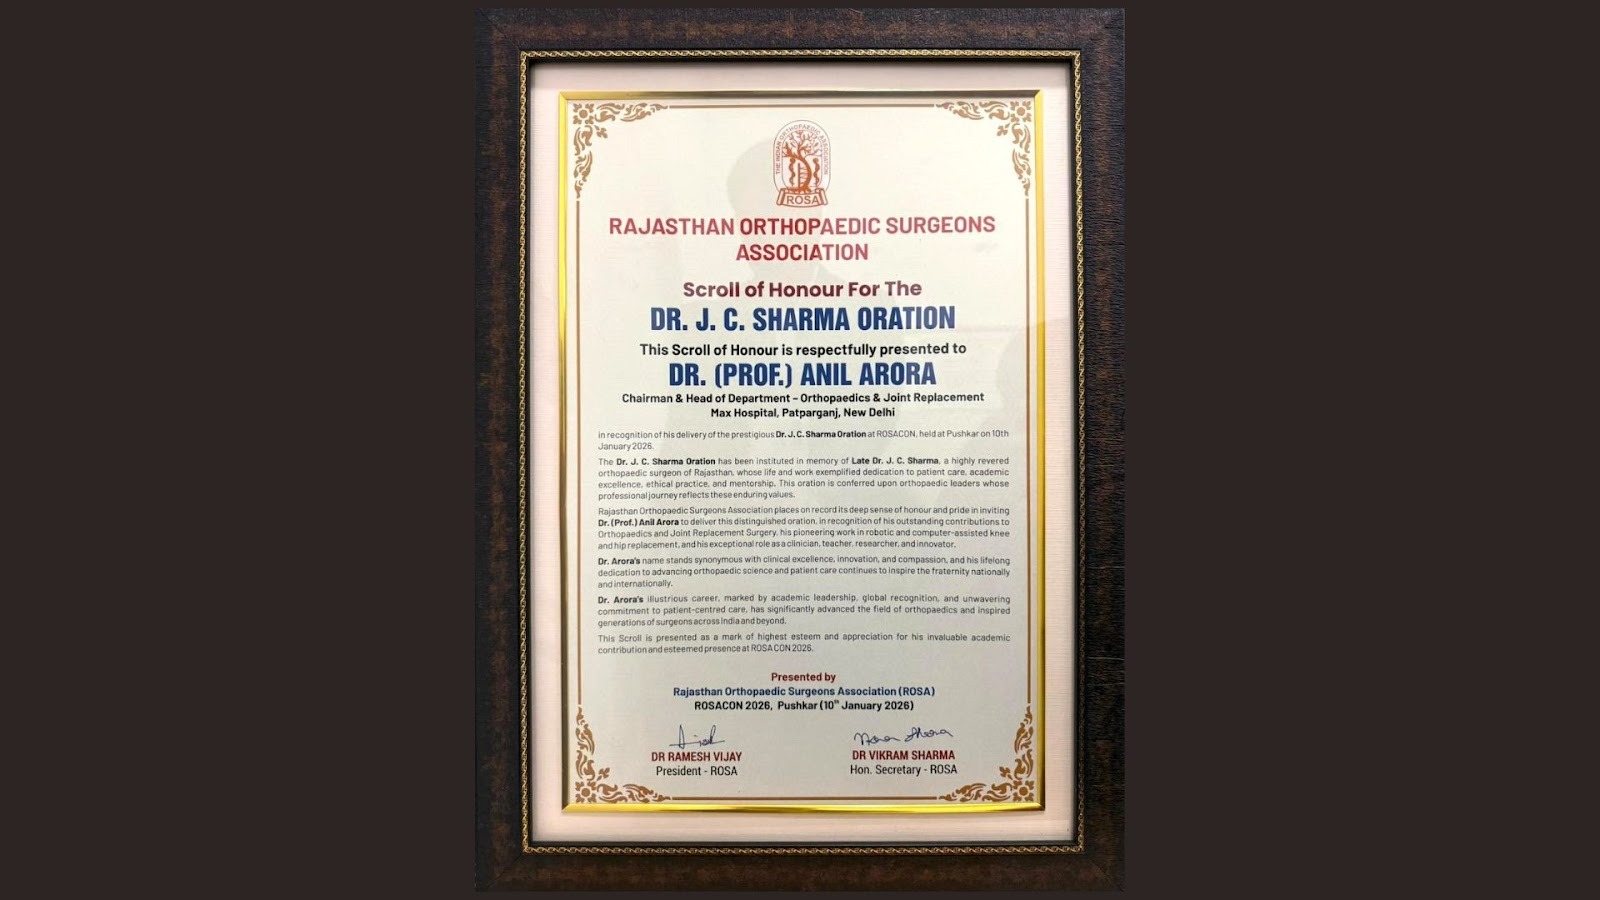 THE INDIAN ORTHOPAEDIC ASSOCIATION
ROSA
RAJASTHAN ORTHOPAEDIC SURGEONS
ASSOCIATION
Scroll of Honour For The
DR. J. C. SHARMA ORATION
This Scroll of Honour is respectfully presented to
DR. (PROF.) ANIL ARORA
Chairman & Head of Department – Orthopaedics & Joint Replacement
Max Hospital, Patparganj, New Delhi
in recognition of his delivery of the prestigious Dr. J. C. Sharma Oration at ROSACON, held at Pushkar on 10th
January 2026.
The Dr. J. C. Sharma Oration has been instituted in memory of Late Dr. J. C. Sharma, a highly revered
orthopaedic surgeon of Rajasthan, whose life and work exemplified dedication to patient care, academic
excellence, ethical practice, and mentorship. This oration is conferred upon orthopaedic leaders whose
professional journey reflects these enduring values.
Rajasthan Orthopaedic Surgeons Association places on record its deep sense of honour and pride in inviting
Dr. (Prof.) Anil Arora to deliver this distinguished oration, in recognition of his outstanding contributions to
Orthopaedics and Joint Replacement Surgery, his pioneering work in robotic and computer-assisted knee
and hip replacement, and his exceptional role as a clinician, teacher, researcher, and innovator.
Dr. Arora's name stands synonymous with clinical excellence, innovation, and compassion, and his lifelong
dedication to advancing orthopaedic science and patient care continues to inspire the fraternity nationally
and internationally.
Dr. Arora's illustrious career, marked by academic leadership, global recognition, and unwavering
commitment to patient-centred care, has significantly advanced the field of orthopaedics and inspired
generations of surgeons across India and beyond.
This Scroll is presented as a mark of highest esteem and appreciation for his invaluable academic
contribution and esteemed presence at ROSACON 2026.
Presented by
Rajasthan Orthopaedic Surgeons Association (ROSA)
ROSACON 2026, Pushkar (10th January 2026)
DR RAMESH VIJAY
President - ROSA
DR VIKRAM SHARMA
Hon. Secretary - ROSA